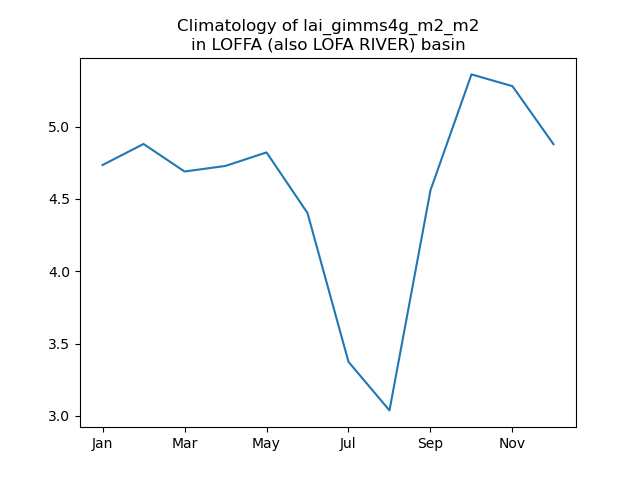 Climatology of lai_gimms4g_m2_m2
in LOFFA (also LOFA RIVER) basin
5.0
4.5
4.0
3.5
3.0
Jan Mar May Jul Sep Nov